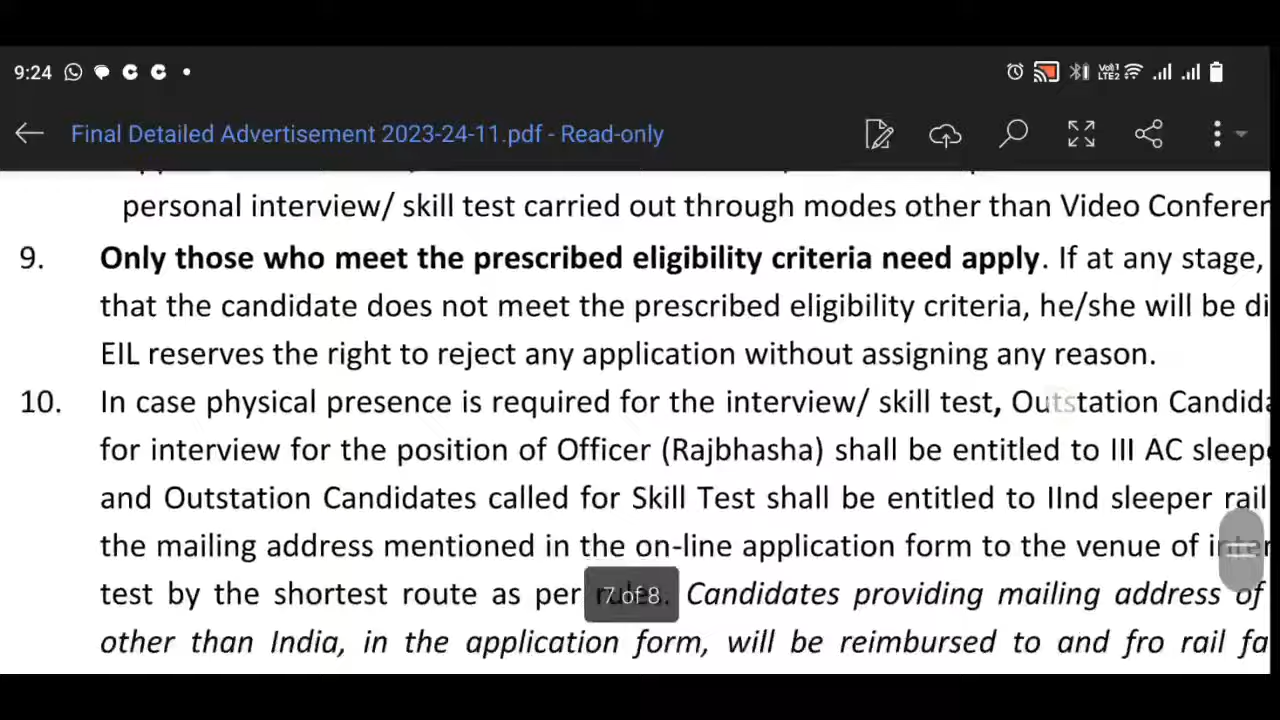 9:24
VoI) 1 LTE2
Final Detailed Advertisement 2023-24-11.pdf - Read-only
personal interview/ skill test carried out through modes other than Video Conferen
9. Only those who meet the prescribed eligibility criteria need apply. If at any stage,
that the candidate does not meet the prescribed eligibility criteria, he/she will be di
EIL reserves the right to reject any application without assigning any reason.
10. In case physical presence is required for the interview/ skill test, Outstation Candida
for interview for the position of Officer (Rajbhasha) shall be entitled to III AC sleepe
and Outstation Candidates called for Skill Test shall be entitled to IInd sleeper rail
the mailing address mentioned in the on-line application form to the venue of inter
test by the shortest route as per rules. Candidates providing mailing address of
7 of 8
other than India, in the application form, will be reimbursed to and fro rail fa